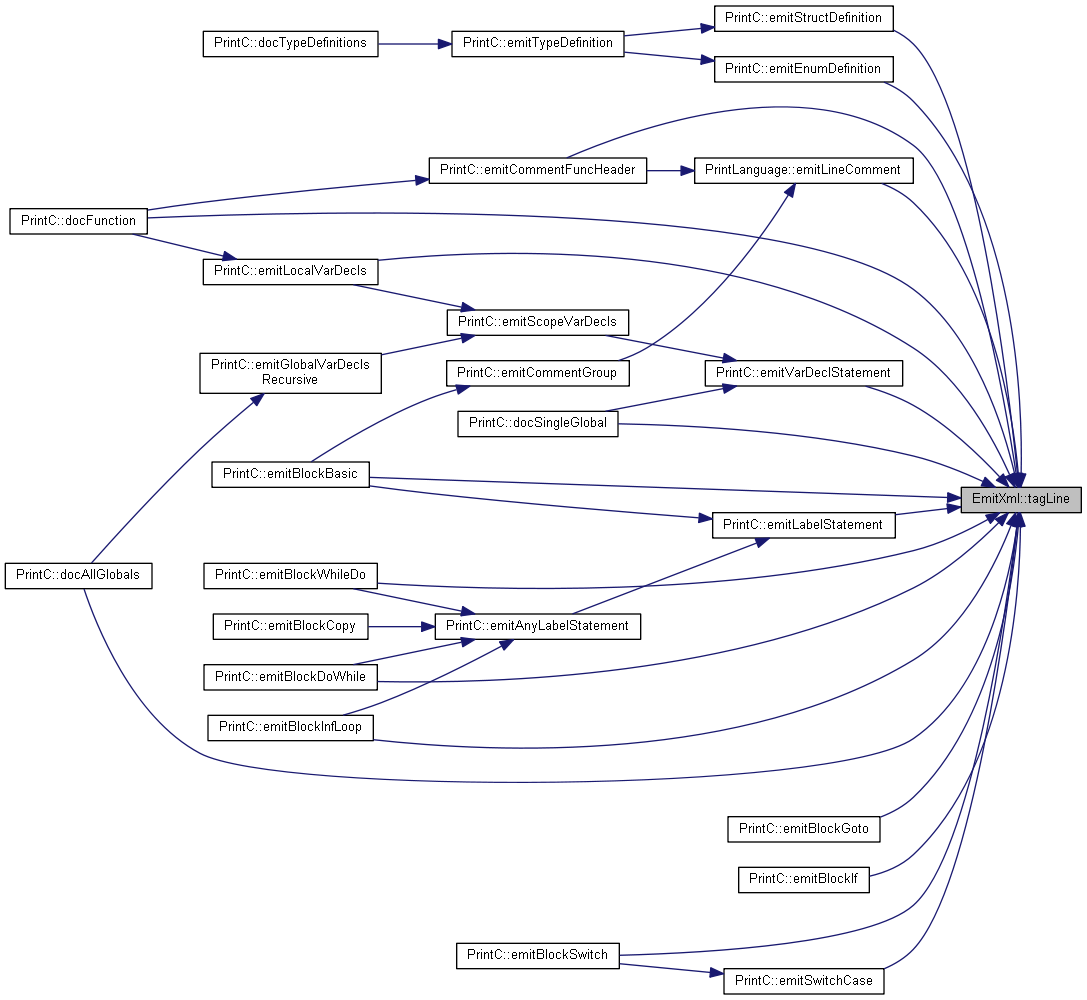 PrintC::emitStructDefinition
PrintC::docTypeDefinitions
PrintC::emitTypeDefinition
PrintC::emitEnumDefinition
PrintC::emitCommentFuncHeader
PrintLanguage::emitLineComment
PrintC::docFunction
PrintC::emitLocalVarDecls
PrintC::emitScopeVarDecls
PrintC::emitGlobalVarDecls
Recursive
PrintC::emitCommentGroup
PrintC::emitVarDeclStatement
PrintC::docSingleGlobal
PrintC::emitBlockBasic
EmitXml::tagLine
PrintC::emitLabelStatement
PrintC::docAllGlobals
PrintC::emitBlockWhileDo
PrintC::emitBlockCopy
PrintC::emitAnyLabelStatement
PrintC::emitBlockDoWhile
PrintC::emitBlockInfLoop
PrintC::emitBlockGoto
PrintC::emitBlockIf
PrintC::emitBlockSwitch
PrintC::emitSwitchCase